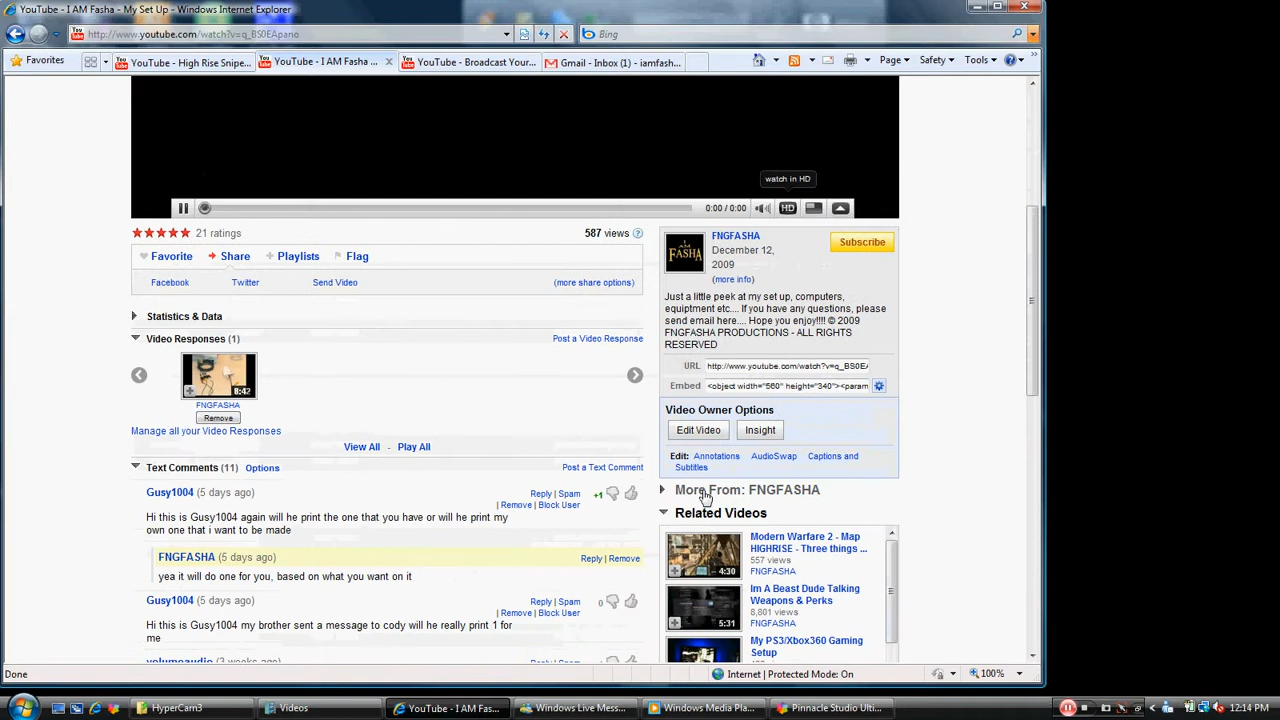 YouTube - I AM Fasha - My Set Up - Windows Internet Explorer
http://www.youtube.com/watch?v=q_BS0EApano
Bing
Favorites
YouTube - High Rise Snipe...
YouTube - I AM Fasha ...
YouTube - Broadcast Your...
Gmail - Inbox (1) - iamfash...
Page
Safety
Tools
watch in HD
0:00 / 0:00
HD
21 ratings
587 views
Favorite
Share
Playlists
Flag
Facebook
Twitter
Send Video
(more share options)
Statistics & Data
Video Responses (1)
Post a Video Response
8:42
FNGFASHA
Remove
Manage all your Video Responses
View All - Play All
Text Comments (11) Options
Post a Text Comment
Gusy1004 (5 days ago)
+1
Reply | Spam
| Remove | Block User
Hi this is Gusy1004 again will he print the one that you have or will he print my
own one that i want to be made
FNGFASHA (5 days ago)
Reply | Remove
yea it will do one for you, based on what you want on it
Gusy1004 (5 days ago)
0
Reply | Spam
| Remove | Block User
Hi this is Gusy1004 my brother sent a message to cody will he really print 1 for
me
volumeaudio (3 weeks ago)
I AM
FASHA
FNGFASHA
December 12,
2009
(more info)
Subscribe
Just a little peek at my set up, computers,
equiptment etc.... If you have any questions, please
send email here.... Hope you enjoy!!!! © 2009
FNGFASHA PRODUCTIONS - ALL RIGHTS
RESERVED
URL http://www.youtube.com/watch?v=q_BS0EA
Embed <object width="560" height="340"><param
Video Owner Options
Edit Video
Insight
Edit: Annotations AudioSwap Captions and
Subtitles
More From: FNGFASHA
Related Videos
4:30
Modern Warfare 2 - Map
HIGHRISE - Three things ...
557 views
FNGFASHA
5:31
Im A Beast Dude Talking
Weapons & Perks
8,801 views
FNGFASHA
My PS3/Xbox360 Gaming
Setup
Done
Internet | Protected Mode: On
100%
HyperCam3
Videos
YouTube - I AM Fas...
Windows Live Mess...
Windows Media Pla...
Pinnacle Studio Ulti...
12:14 PM